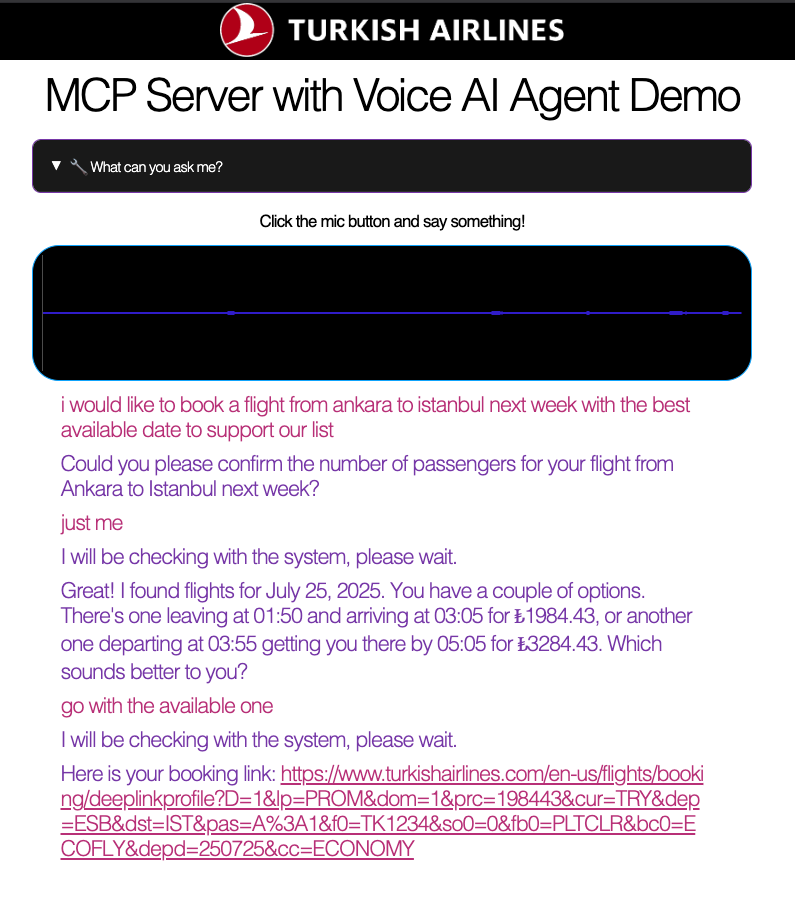 TURKISH AIRLINES
MCP Server with Voice AI Agent Demo
▼ 🔧 What can you ask me?
Click the mic button and say something!
i would like to book a flight from ankara to istanbul next week with the best
available date to support our list
Could you please confirm the number of passengers for your flight from
Ankara to Istanbul next week?
just me
I will be checking with the system, please wait.
Great! I found flights for July 25, 2025. You have a couple of options.
There's one leaving at 01:50 and arriving at 03:05 for ₺1984.43, or another
one departing at 03:55 getting you there by 05:05 for ₺3284.43. Which
sounds better to you?
go with the available one
I will be checking with the system, please wait.
Here is your booking link: https://www.turkishairlines.com/en-us/flights/booki
ng/deeplinkprofile?D=1&lp=PROM&dom=1&prc=198443&cur=TRY&dep
=ESB&dst=IST&pas=A%3A1&f0=TK1234&so0=0&fb0=PLTCLR&bc0=E
COFLY&depd=250725&cc=ECONOMY